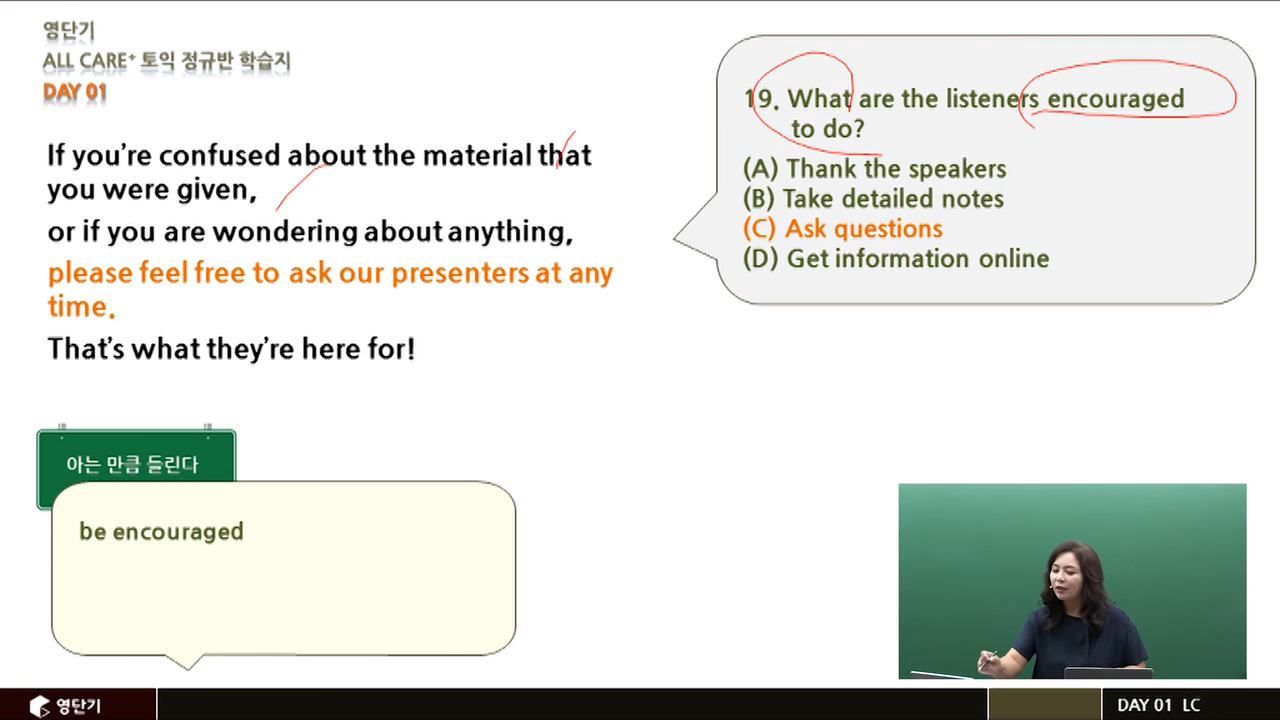 영단기
ALL CARE⁺ 토익 정규반 학습지
DAY 01
If you're confused about the material that
you were given,
or if you are wondering about anything,
please feel free to ask our presenters at any
time.
That's what they're here for!
19. What are the listeners encouraged
to do?
(A) Thank the speakers
(B) Take detailed notes
(C) Ask questions
(D) Get information online
아는 만큼 들린다
be encouraged
영단기
DAY 01 LC